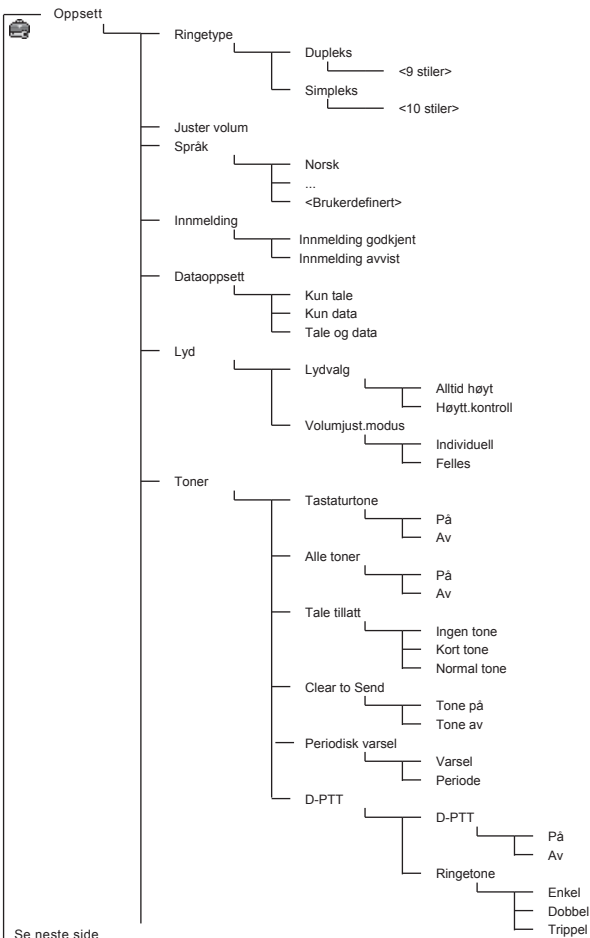 Oppsett
Ringetype
Dupleks
<9 stiler>
Simpleks
<10 stiler>
Juster volum
Språk
Norsk
...
<Brukerdefinert>
Innmelding
Innmelding godkjent
Innmelding avvist
Dataoppsett
Kun tale
Kun data
Tale og data
Lyd
Lydvalg
Alltid høyt
Høytt.kontroll
Volumjust.modus
Individuell
Felles
Toner
Tastaturtone
På
Av
Alle toner
På
Av
Tale tillatt
Ingen tone
Kort tone
Normal tone
Clear to Send
Tone på
Tone av
Periodisk varsel
Varsel
Periode
D-PTT
D-PTT
På
Av
Ringetone
Enkel
Dobbel
Trippel
Se neste side